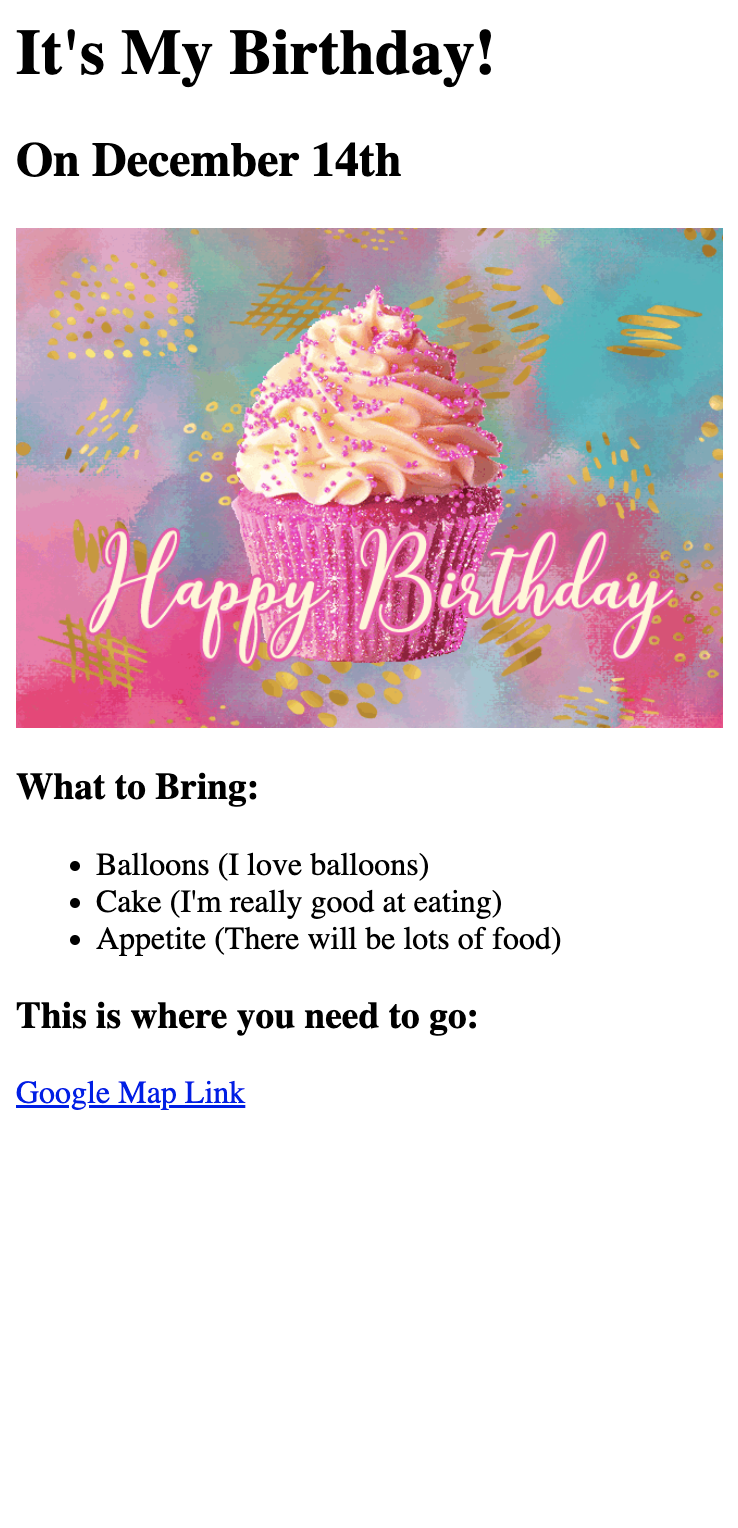 It's My Birthday!
On December 14th
Happy Birthday
What to Bring:
Balloons (I love balloons)
Cake (I'm really good at eating)
Appetite (There will be lots of food)
This is where you need to go:
Google Map Link